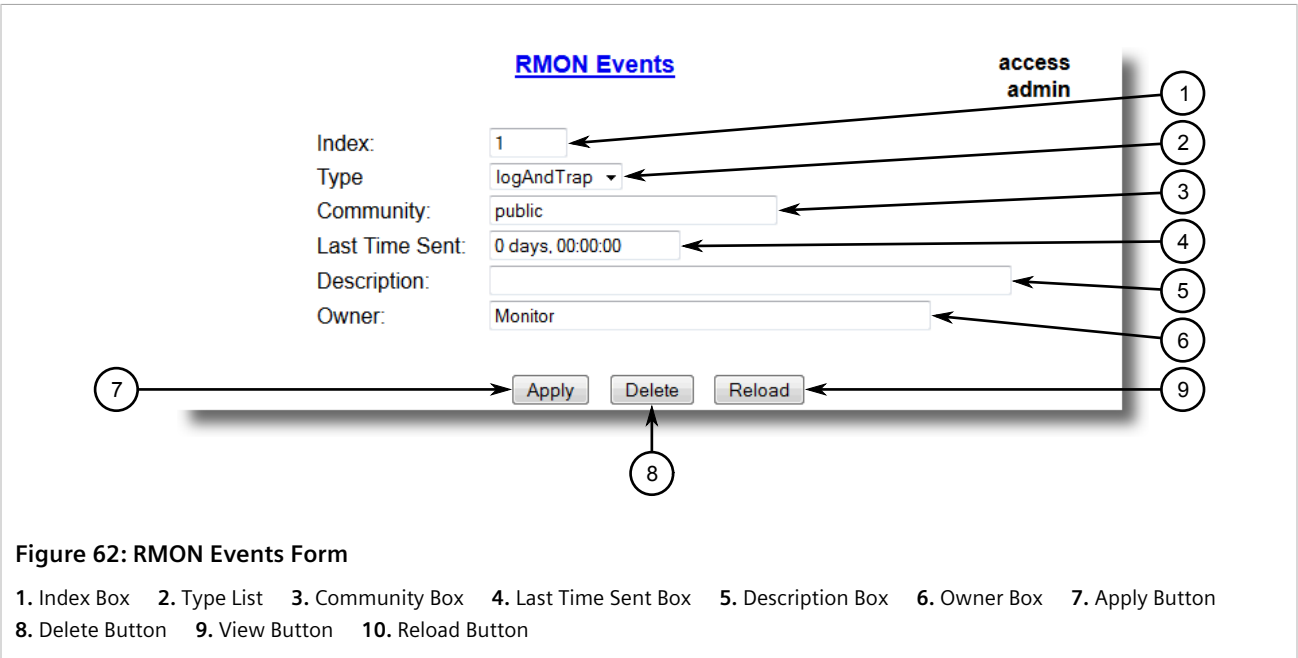 RMON Events
access
admin
1
Index: 1
2
Type logAndTrap
3
Community: public
4
Last Time Sent: 0 days, 00:00:00
5
Description:
6
Owner: Monitor
7
Apply Delete Reload
9
8
Figure 62: RMON Events Form
1. Index Box 2. Type List 3. Community Box 4. Last Time Sent Box 5. Description Box 6. Owner Box 7. Apply Button
8. Delete Button 9. View Button 10. Reload Button